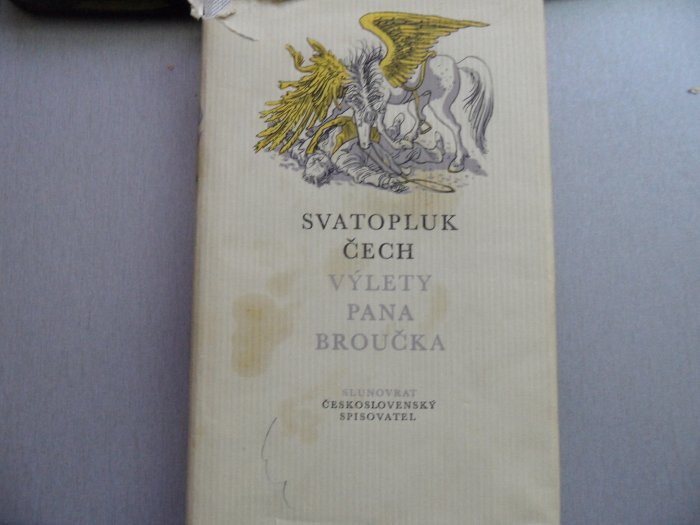 SVATOPLUK
ČECH
VÝLETY
PANA
BROUČKA
SLUNOVRAT
ČESKOSLOVENSKÝ
SPISOVATEL